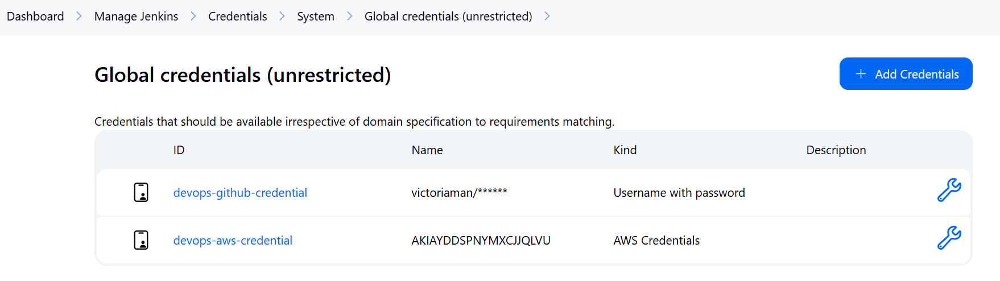 Dashboard > Manage Jenkins > Credentials > System > Global credentials (unrestricted) >
Global credentials (unrestricted)
+ Add Credentials
Credentials that should be available irrespective of domain specification to requirements matching.
ID Name Kind Description
devops-github-credential victoriaman/****** Username with password
devops-aws-credential AKIAYDDSPNYMXCJJQLVU AWS Credentials